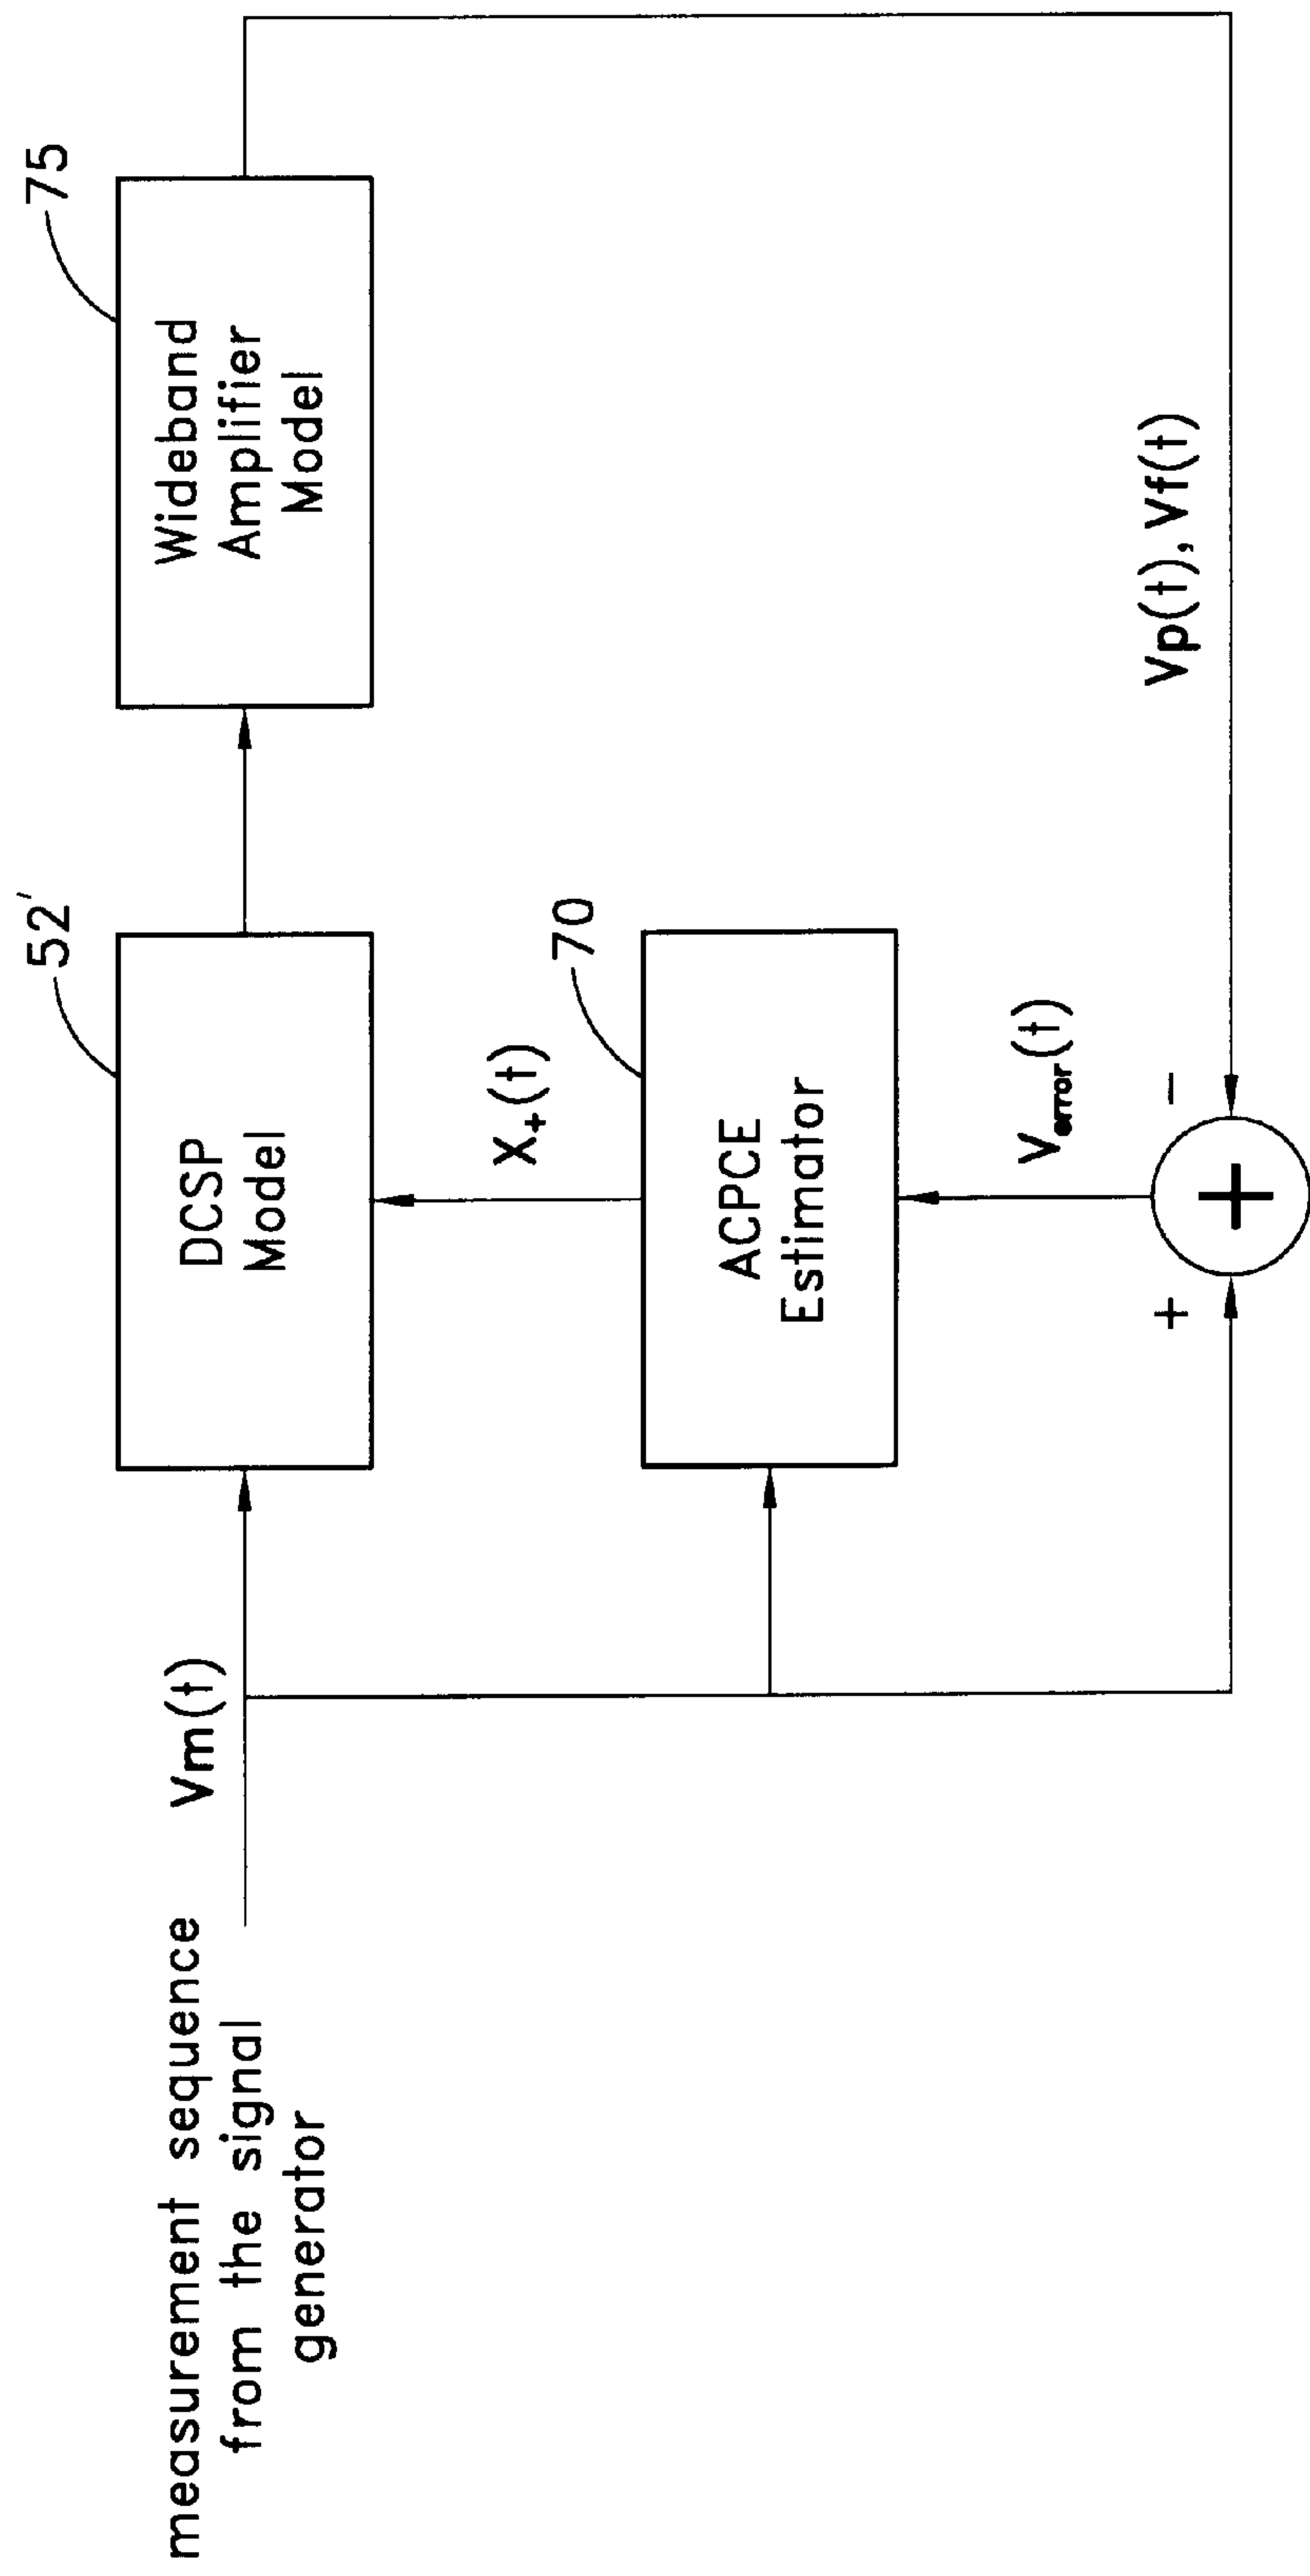 measurement sequence
from the signal
generator
Vm(t)
52'
DCSP
Model
75
Wideband
Amplifier
Model
X+(t)
70
ACPCE
Estimator
Verror(t)
+
-
+
Vp(t), Vf(t)